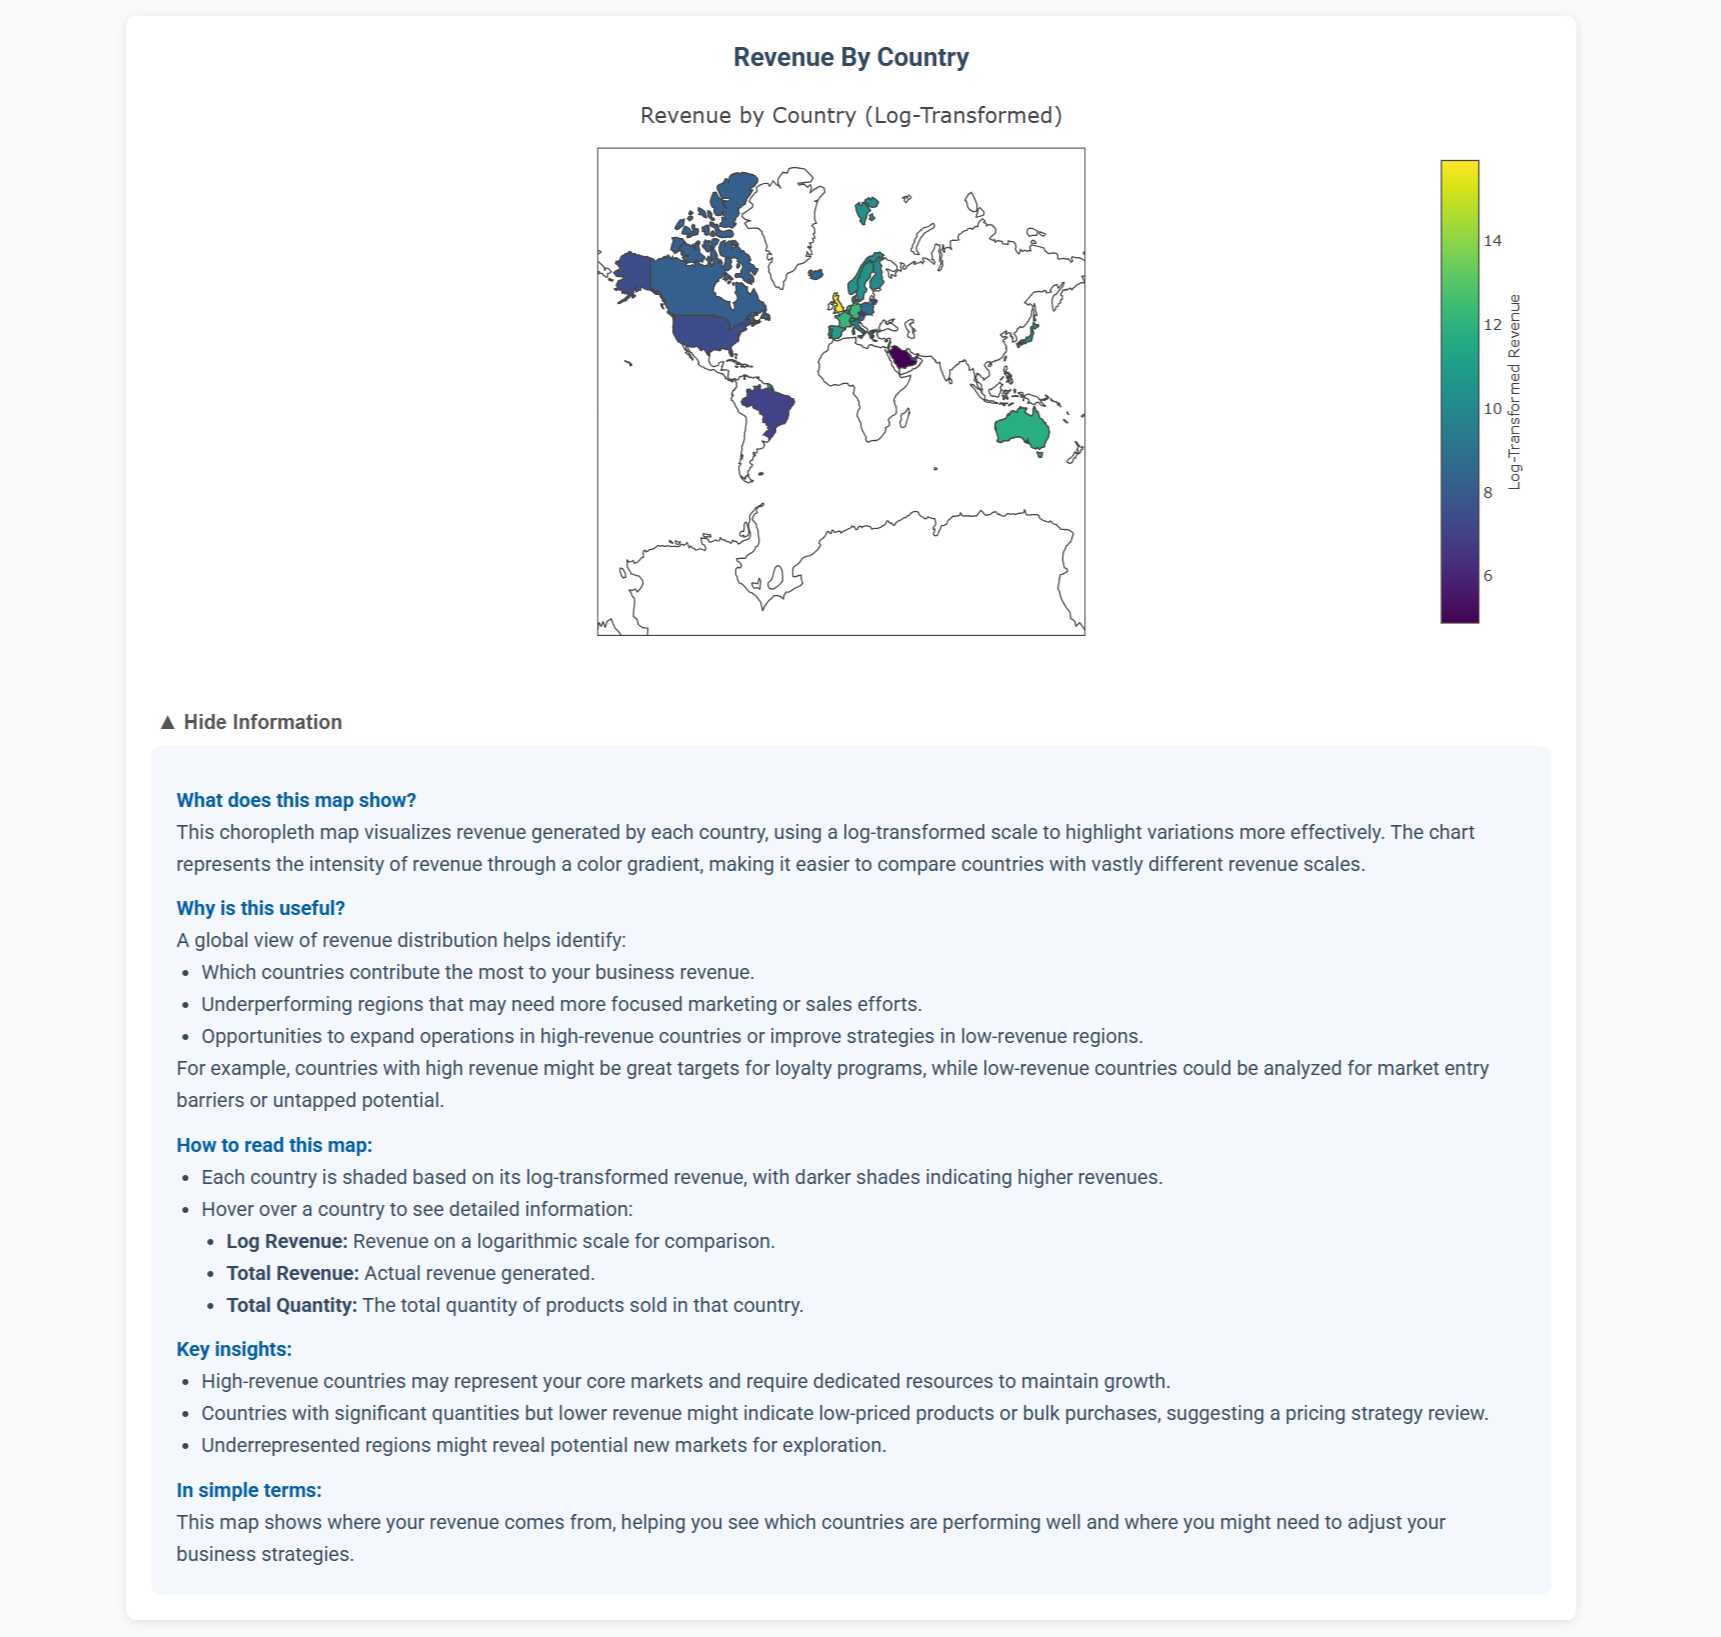 Revenue By Country
Revenue by Country (Log-Transformed)
14
12
10
8
6
Log-Transformed Revenue
▲ Hide Information
What does this map show?
This choropleth map visualizes revenue generated by each country, using a log-transformed scale to highlight variations more effectively. The chart
represents the intensity of revenue through a color gradient, making it easier to compare countries with vastly different revenue scales.
Why is this useful?
A global view of revenue distribution helps identify:
• Which countries contribute the most to your business revenue.
• Underperforming regions that may need more focused marketing or sales efforts.
• Opportunities to expand operations in high-revenue countries or improve strategies in low-revenue regions.
For example, countries with high revenue might be great targets for loyalty programs, while low-revenue countries could be analyzed for market entry
barriers or untapped potential.
How to read this map:
• Each country is shaded based on its log-transformed revenue, with darker shades indicating higher revenues.
• Hover over a country to see detailed information:
• Log Revenue: Revenue on a logarithmic scale for comparison.
• Total Revenue: Actual revenue generated.
• Total Quantity: The total quantity of products sold in that country.
Key insights:
• High-revenue countries may represent your core markets and require dedicated resources to maintain growth.
• Countries with significant quantities but lower revenue might indicate low-priced products or bulk purchases, suggesting a pricing strategy review.
• Underrepresented regions might reveal potential new markets for exploration.
In simple terms:
This map shows where your revenue comes from, helping you see which countries are performing well and where you might need to adjust your
business strategies.